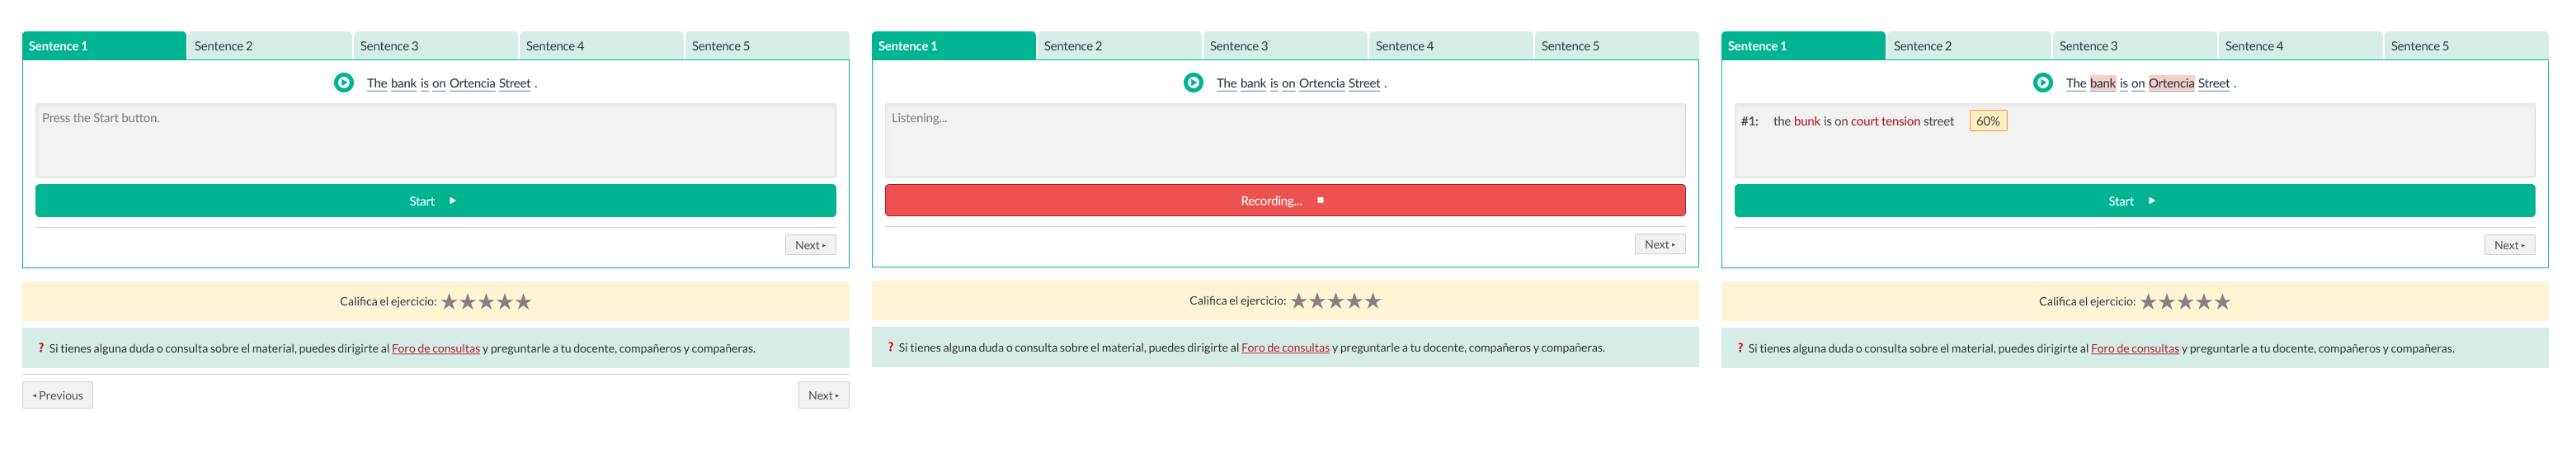 Sentence 1 Sentence 2 Sentence 3 Sentence 4 Sentence 5
The bank is on Ortencia Street .
Press the Start button.
Start
Next
Califica el ejercicio:
? Si tienes alguna duda o consulta sobre el material, puedes dirigirte al Foro de consultas y preguntarle a tu docente, compañeros y compañeras.
Previous Next
Sentence 1 Sentence 2 Sentence 3 Sentence 4 Sentence 5
The bank is on Ortencia Street .
Listening...
Recording...
Next
Califica el ejercicio:
? Si tienes alguna duda o consulta sobre el material, puedes dirigirte al Foro de consultas y preguntarle a tu docente, compañeros y compañeras.
Sentence 1 Sentence 2 Sentence 3 Sentence 4 Sentence 5
The bank is on Ortencia Street .
#1: the bunk is on court tension street 60%
Start
Next
Califica el ejercicio:
? Si tienes alguna duda o consulta sobre el material, puedes dirigirte al Foro de consultas y preguntarle a tu docente, compañeros y compañeras.